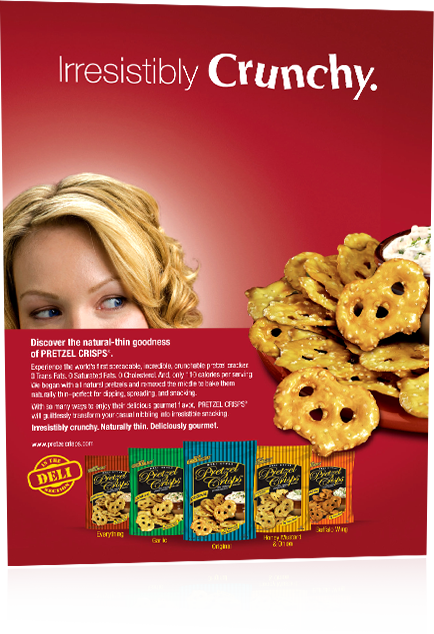 Irresistibly Crunchy.
Discover the natural-thin goodness
of PRETZEL CRISPS®.
Experience the world's first spreadable, incredible, crunchable pretzel cracker.
0 Trans Fats. 0 Saturated Fats. 0 Cholesterol. And, only 110 calories per serving.
We began with all natural pretzels and removed the middle to bake them
naturally thin–perfect for dipping, spreading, and snacking.
With so many ways to enjoy their delicious gourmet flavor, PRETZEL CRISPS®
will guiltlessly transform your casual nibbling into irresistible snacking.
Irresistibly crunchy. Naturally thin. Deliciously gourmet.
www.pretzelcrisps.com
IN THE
DELI
SECTION
Pretzel Crisps
Pretzel Crisps
Pretzel Crisps
Pretzel Crisps
Pretzel Crisps
Everything
Garlic
Original
Honey Mustard
& Onion
Buffalo Wing